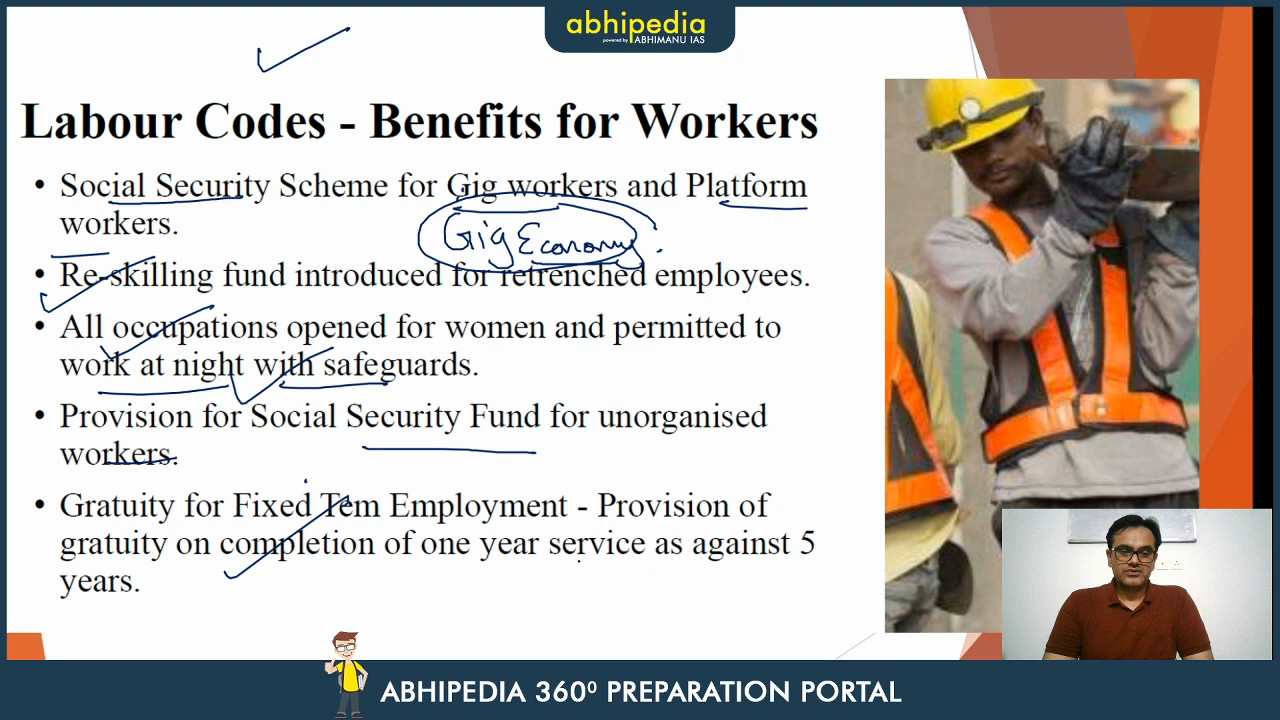 abhipedia
powered by ABHIMANU IAS
Labour Codes - Benefits for Workers
• Social Security Scheme for Gig workers and Platform
workers.
Gig Economy.
• Re-skilling fund introduced for retrenched employees.
• All occupations opened for women and permitted to
work at night with safeguards.
• Provision for Social Security Fund for unorganised
workers.
• Gratuity for Fixed Tem Employment - Provision of
gratuity on completion of one year service as against 5
years.
ABHIPEDIA 360⁰ PREPARATION PORTAL